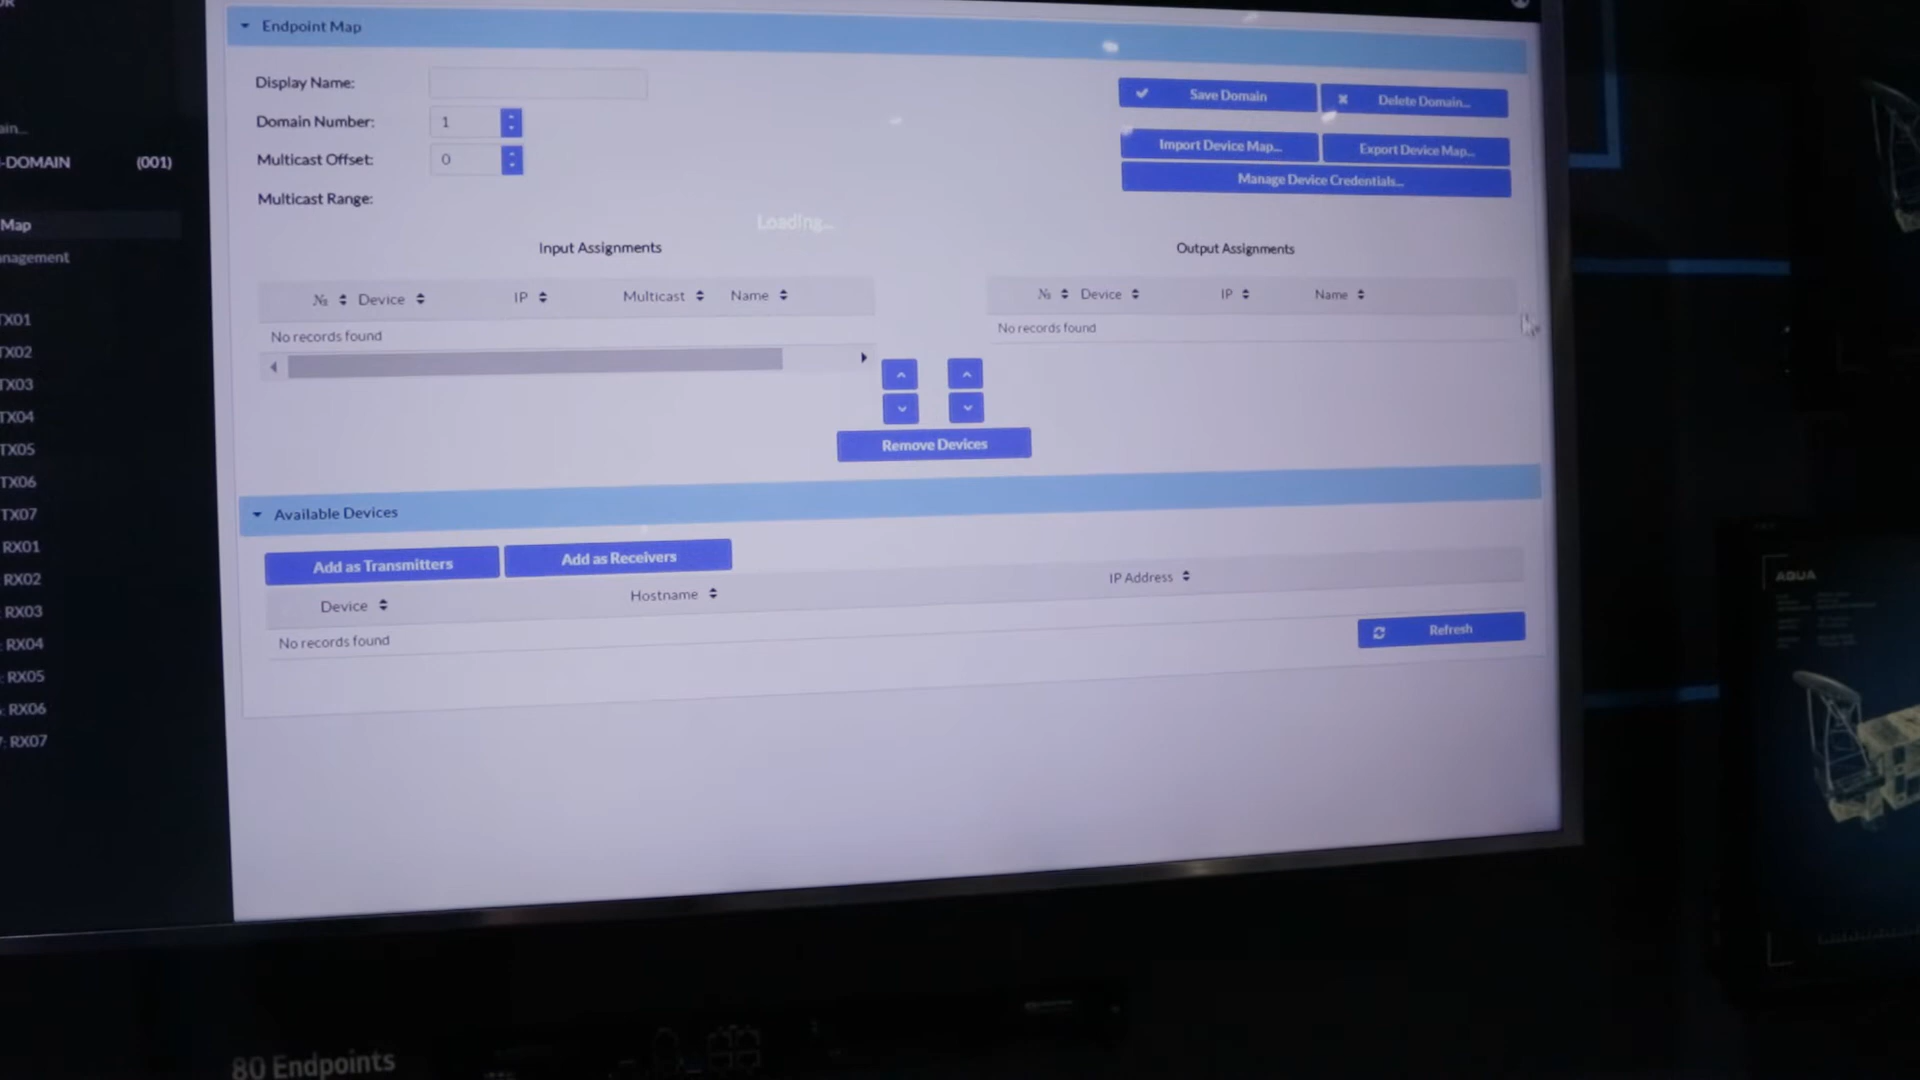 Endpoint Map
Display Name:
Domain Number: 1
Multicast Offset: 0
Multicast Range:
Save Domain
Delete Domain...
Import Device Map...
Export Device Map...
Manage Device Credentials...
Loading...
Input Assignments
Output Assignments
№ Device IP Multicast Name
No records found
№ Device IP Name
No records found
Remove Devices
Available Devices
Add as Transmitters
Add as Receivers
Device Hostname IP Address
No records found
Refresh
-DOMAIN (001)
Map
nagement
TX01
TX02
TX03
TX04
TX05
TX06
TX07
RX01
RX02
RX03
RX04
RX05
RX06
RX07
80 Endpoints
AQUA